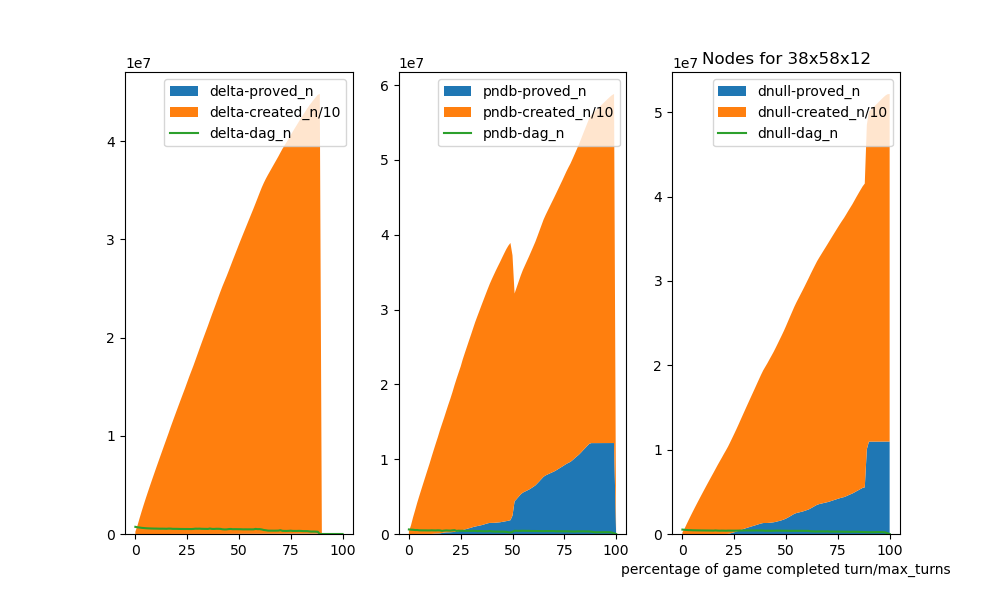 Nodes for 38x58x12
1e7
delta-proved_n
delta-created_n/10
delta-dag_n
4
3
2
1
0
0 25 50 75 100
1e7
pndb-proved_n
pndb-created_n/10
pndb-dag_n
6
5
4
3
2
1
0
0 25 50 75 100
1e7
dnull-proved_n
dnull-created_n/10
dnull-dag_n
5
4
3
2
1
0
0 25 50 75 100
percentage of game completed turn/max_turns